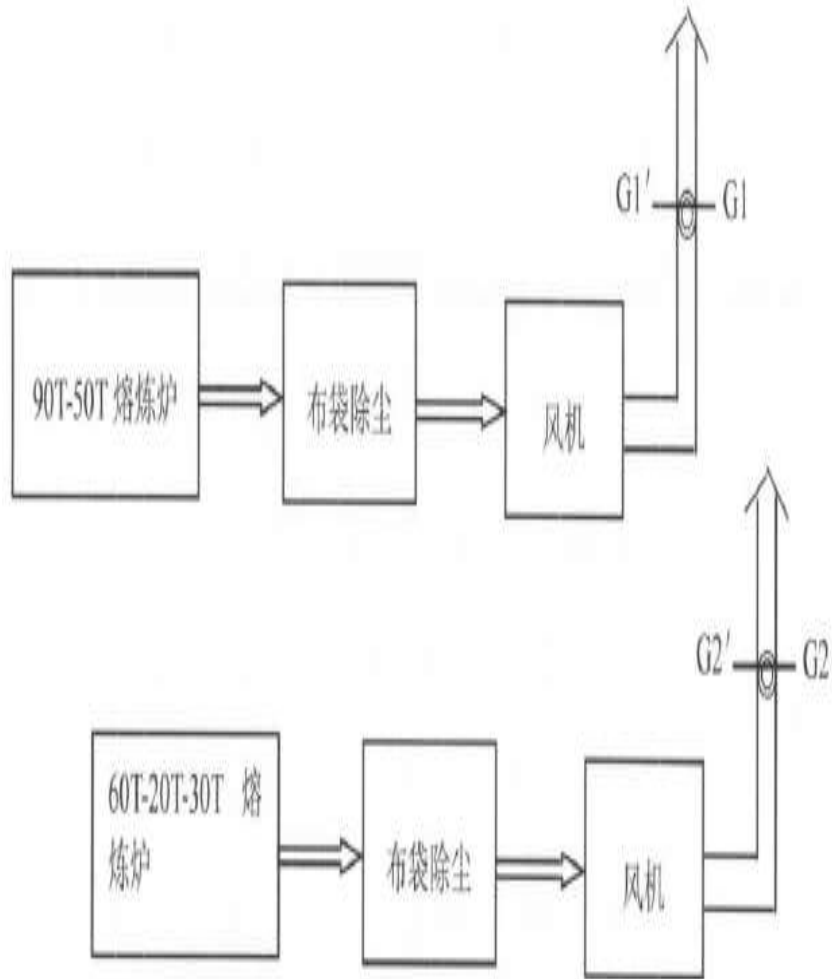 G1′ G1
90T-50T 熔炼炉
布袋除尘
风机
G2′ G2
60T-20T-30T 熔
炼炉
布袋除尘
风机